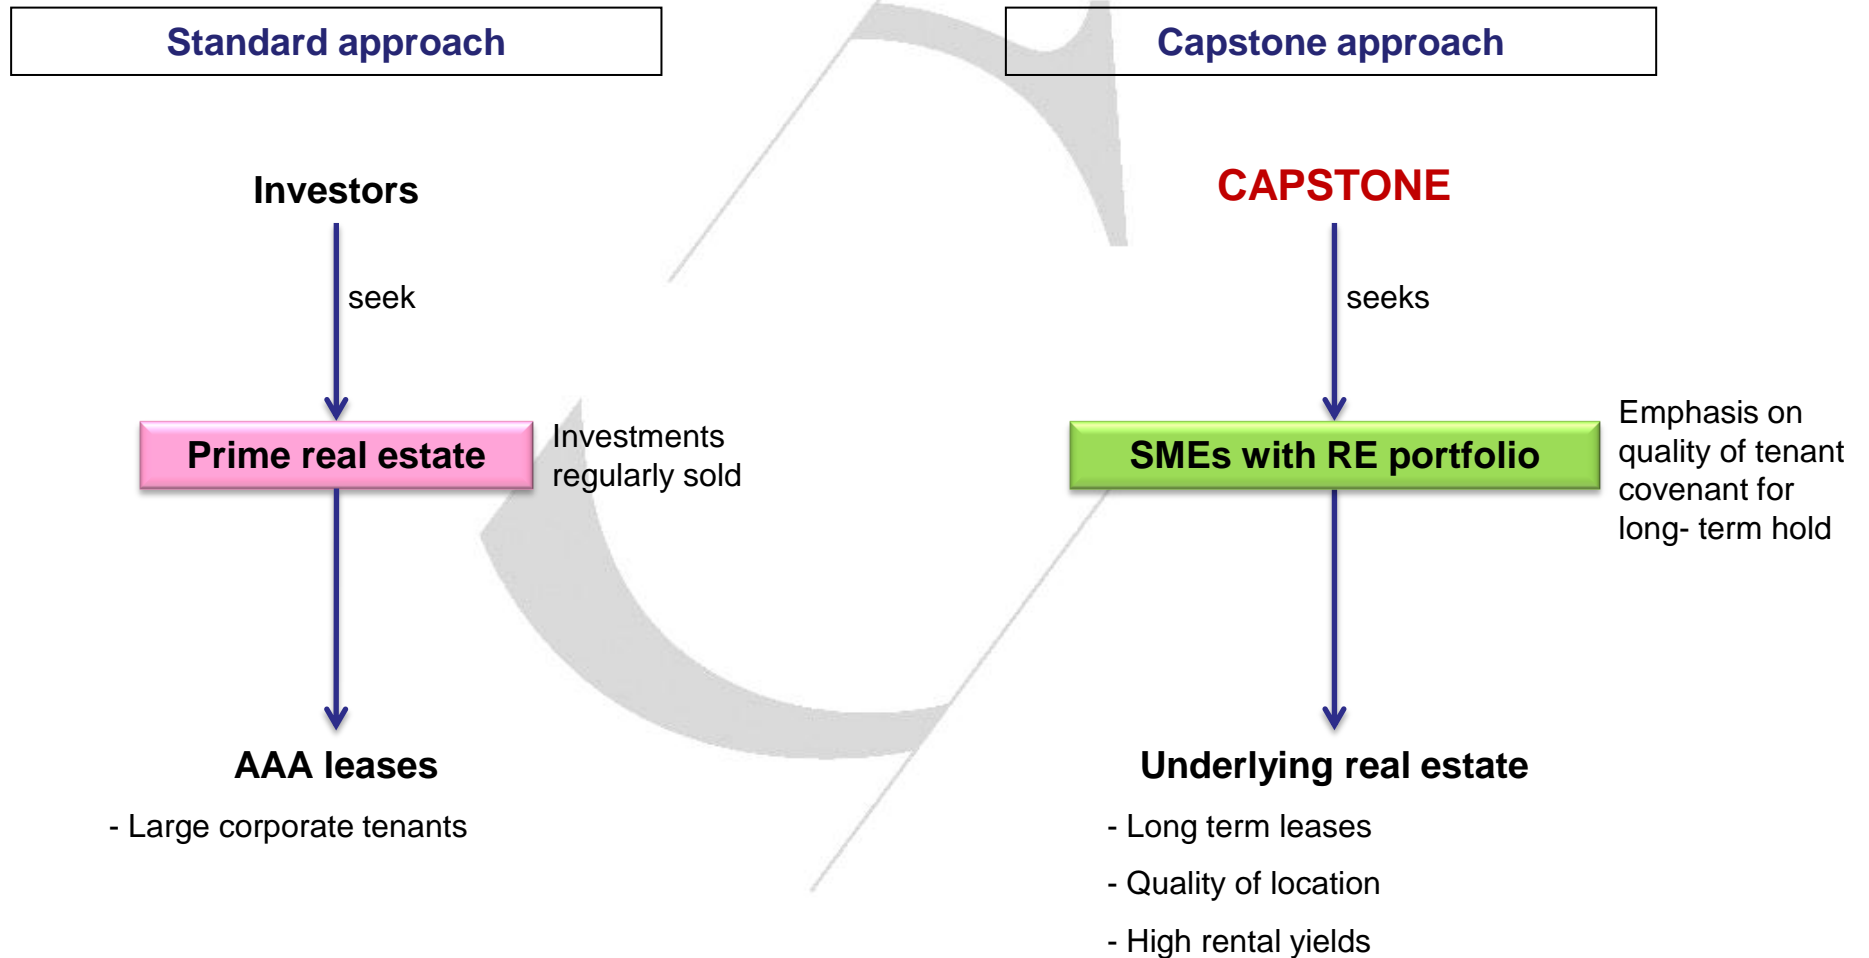 Standard approach
Investors
seek
Prime real estate
Investments
regularly sold
AAA leases
- Large corporate tenants
Capstone approach
CAPSTONE
seeks
SMEs with RE portfolio
Emphasis on
quality of tenant
covenant for
long- term hold
Underlying real estate
- Long term leases
- Quality of location
- High rental yields